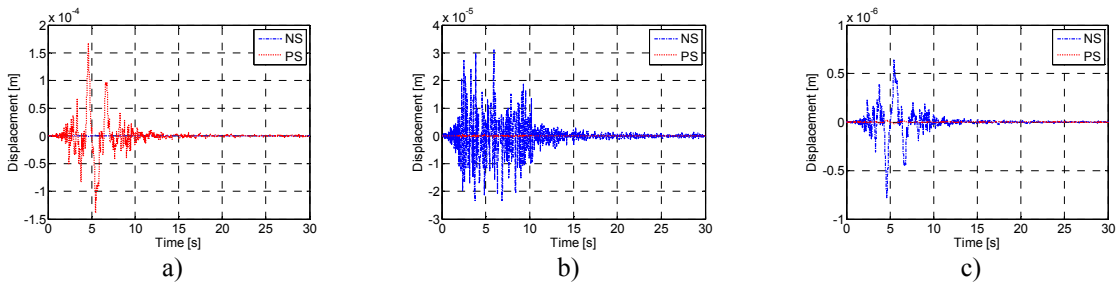 2 x 10^-4
1.5
1
0.5
0
-0.5
-1
-1.5
0 5 10 15 20 25 30
Displacement [m]
Time [s]
NS
PS
a)
4 x 10^-5
3
2
1
0
-1
-2
-3
0 5 10 15 20 25 30
Displacement [m]
Time [s]
NS
PS
b)
1 x 10^-6
0.5
0
-0.5
-1
0 5 10 15 20 25 30
Displacement [m]
Time [s]
NS
PS
c)